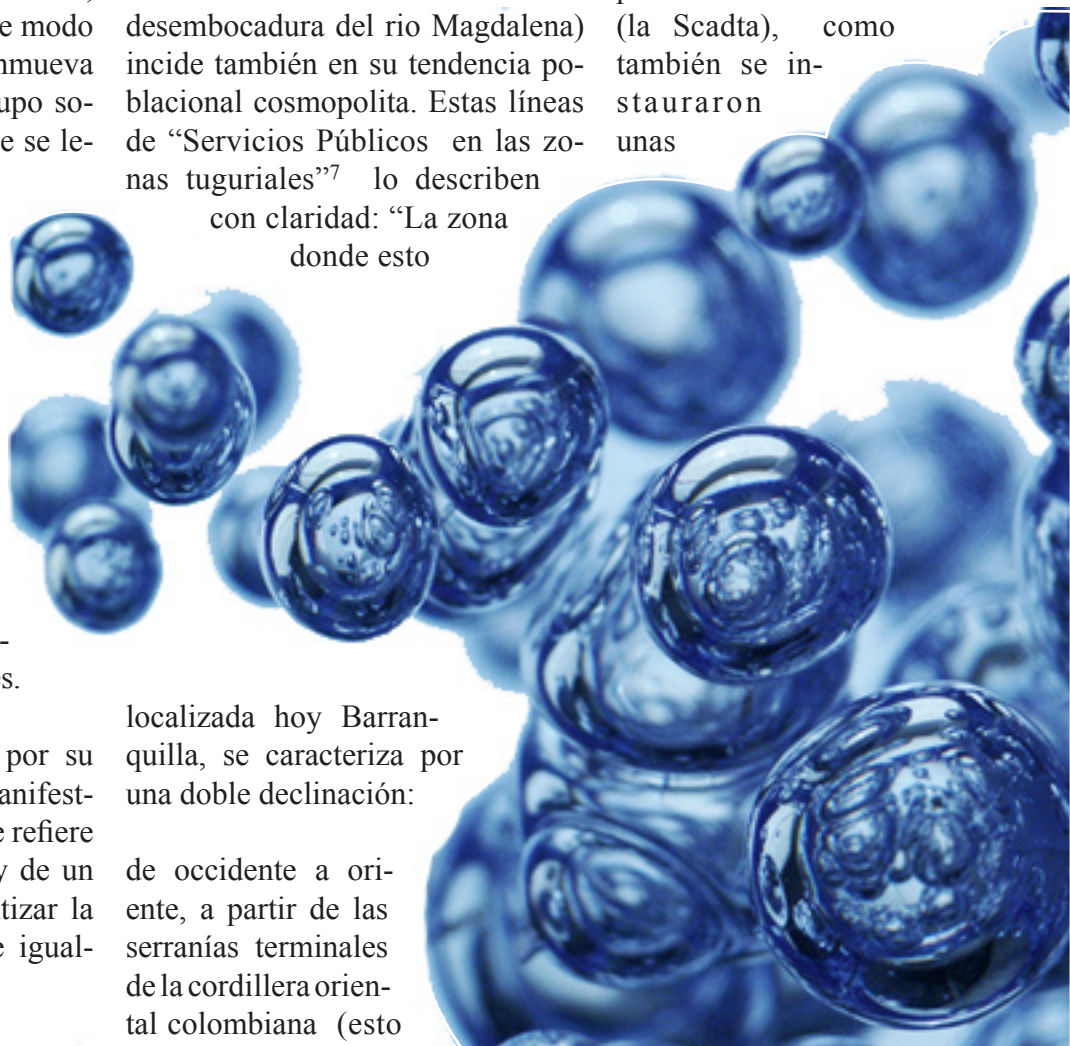 e modo
nmueva
upo so-
e se le-
-
s.
por su
anifest-
e refiere
y de un
tizar la
e igual-
desembocadura del rio Magdalena)
incide también en su tendencia po-
blacional cosmopolita. Estas líneas
de “Servicios Públicos en las zo-
nas tuguriales”7 lo describen
con claridad: “La zona
donde esto
localizada hoy Barran-
quilla, se caracteriza por
una doble declinación:
de occidente a ori-
ente, a partir de las
serranías terminales
de la cordillera orien-
tal colombiana (esto
(la Scadta), como
también se in-
stauraron
unas